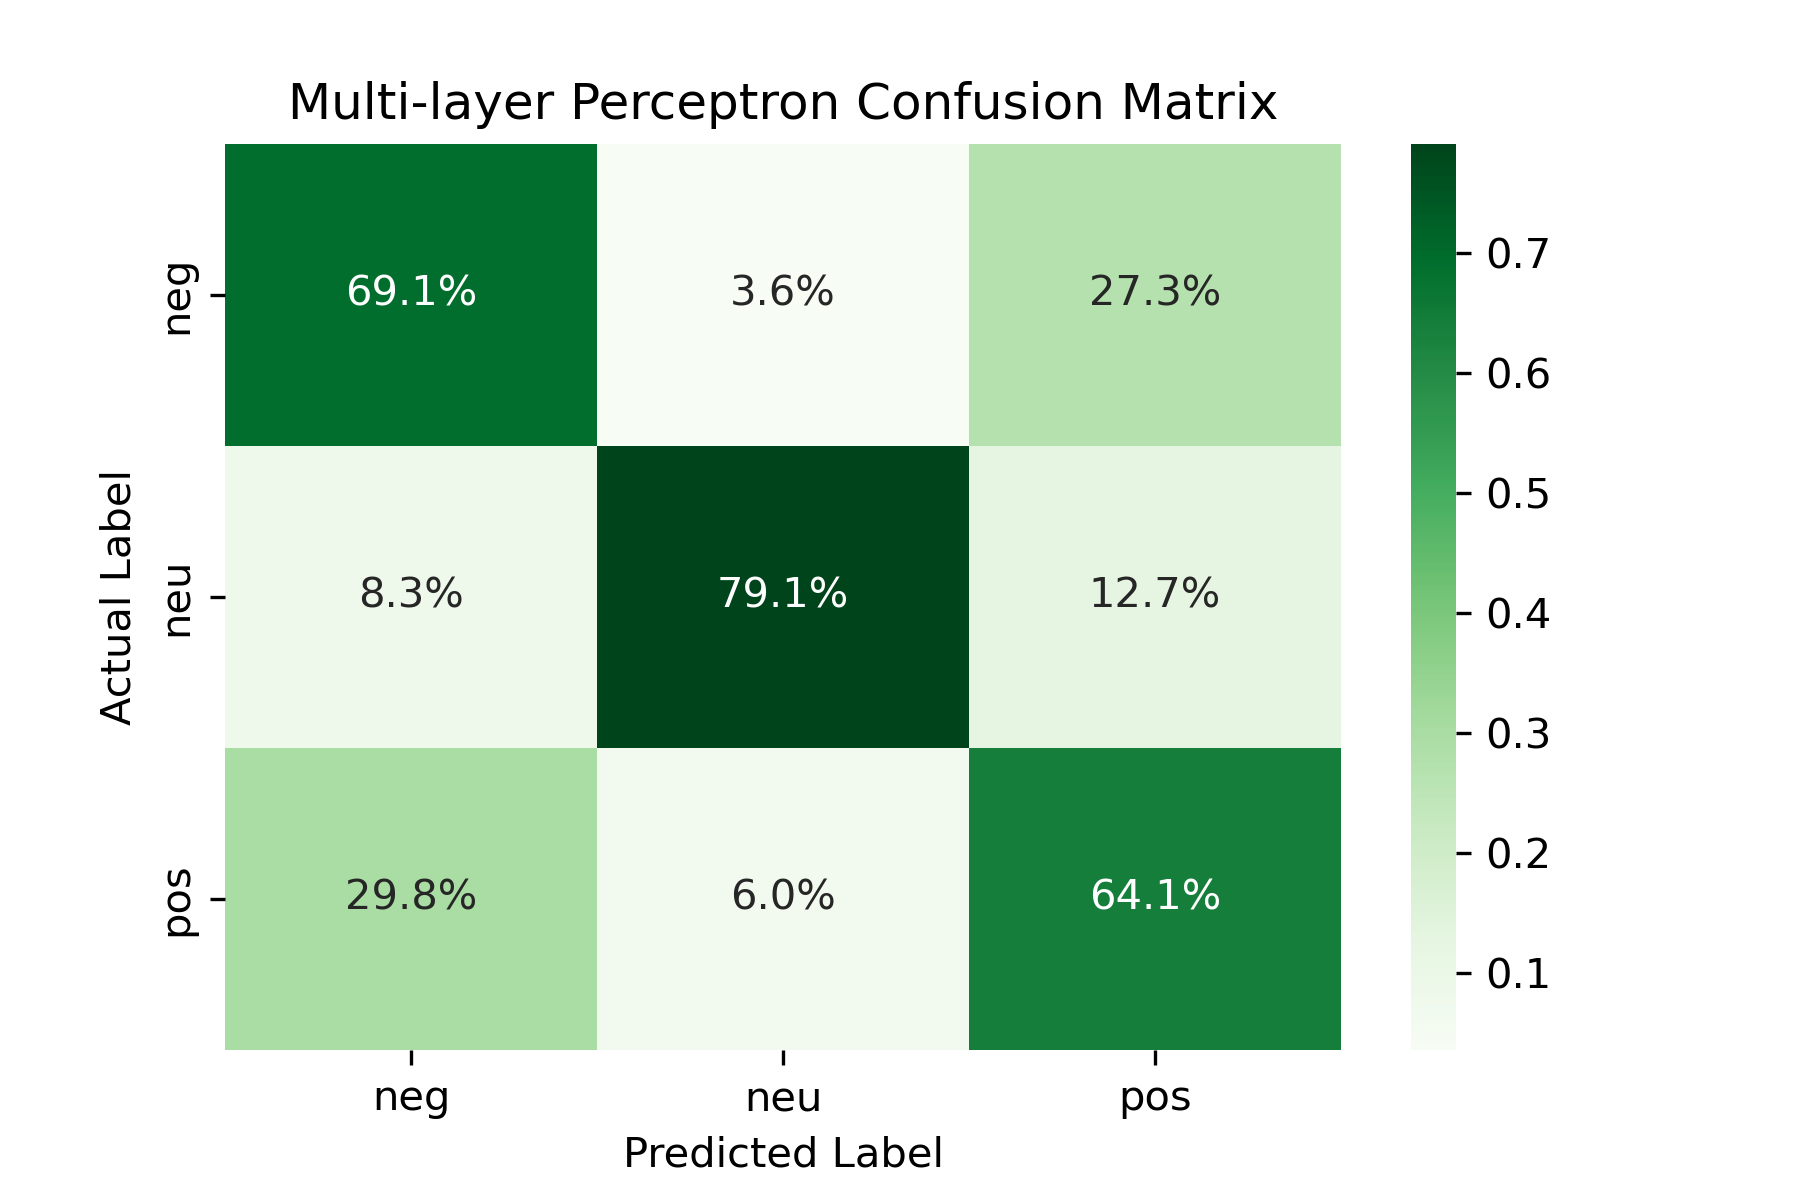 Multi-layer Perceptron Confusion Matrix
Actual Label
neg
69.1%
3.6%
27.3%
neu
8.3%
79.1%
12.7%
pos
29.8%
6.0%
64.1%
neg
neu
pos
Predicted Label
0.7
0.6
0.5
0.4
0.3
0.2
0.1